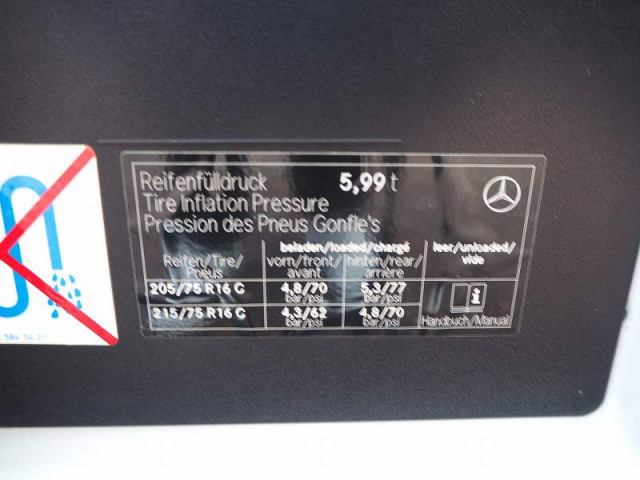 Reifenfülldruck 5,99 t
Tire Inflation Pressure
Pression des Pneus Gonfle's
Reifen/Tire/
Pneus
beladen/loaded/chargé
vorn/front/
avant
hinten/rear/
arrière
leer/unloaded/
vide
205/75 R16 C
4,8/70
bar/psi
5,3/77
bar/psi
215/75 R16 C
4,3/62
bar/psi
4,8/70
bar/psi
Handbuch/Manual